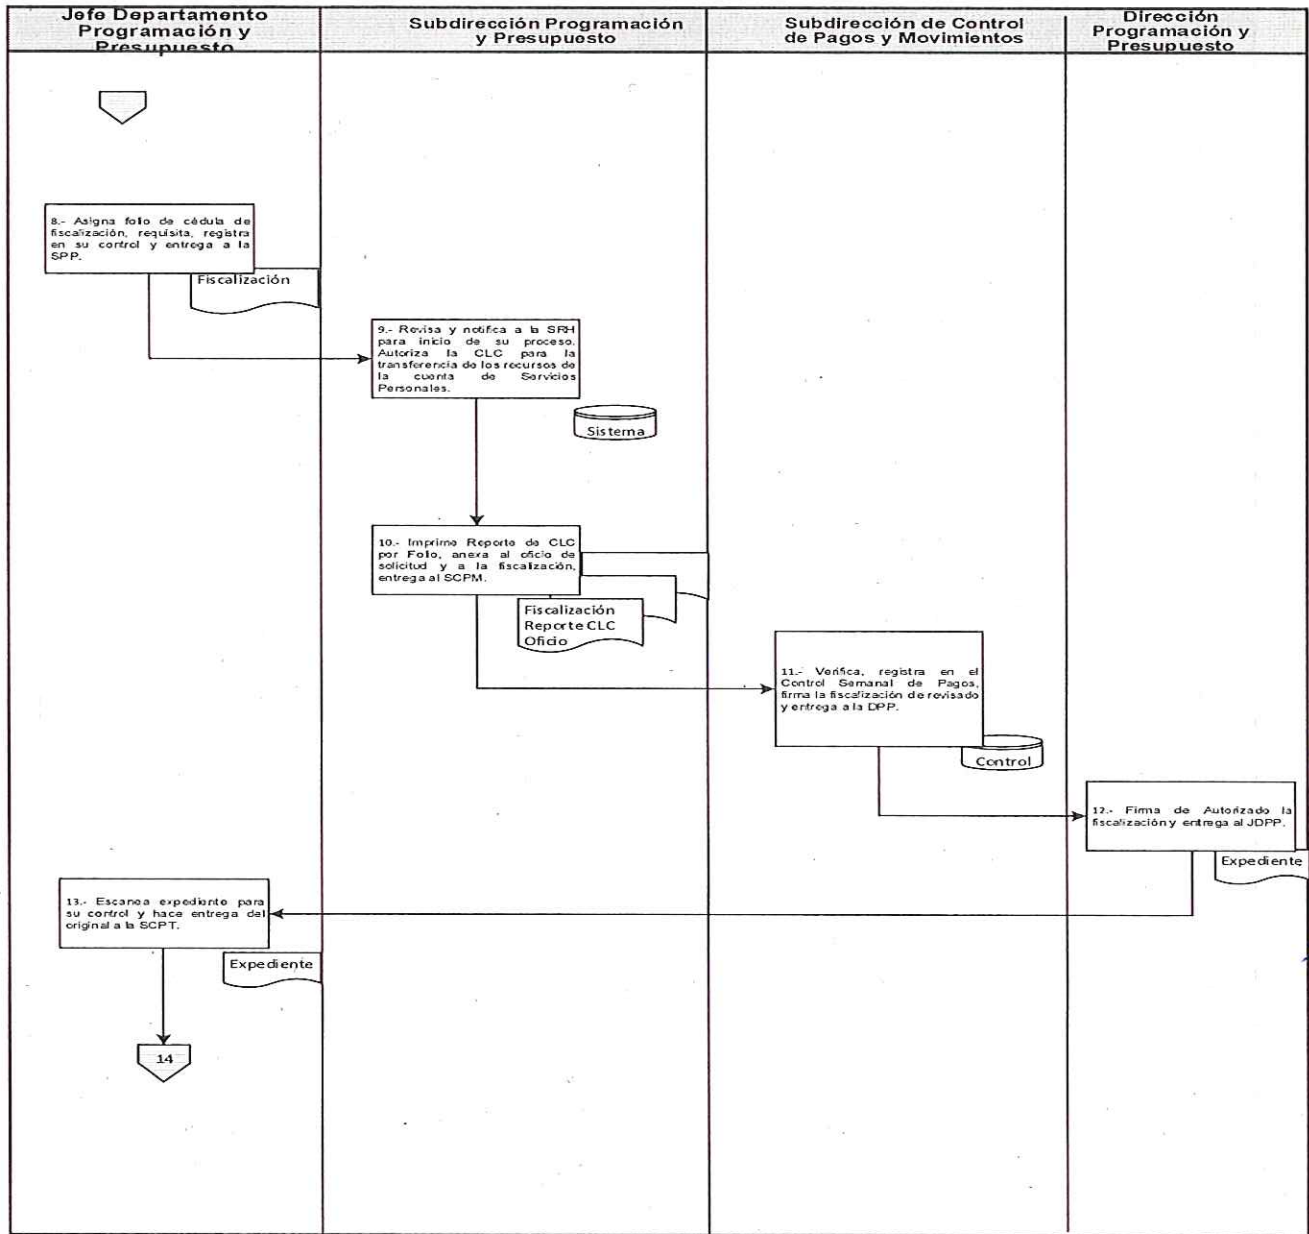 Jefe Departamento
Programación y
Presupuesto
Subdirección Programación
y Presupuesto
Subdirección de Control
de Pagos y Movimientos
Dirección
Programación y
Presupuesto
8.- Asigna folio de cédula de
fiscalización, requisita, registra
en su control y entrega a la
SPP.
Fiscalización
9.- Revisa y notifica a la SRH
para inicio de su proceso.
Autoriza la CLC para la
transferencia de los recursos de
la cuenta de Servicios
Personales.
Sistema
10.- Imprime Reporte de CLC
por Folio, anexa al oficio de
solicitud y a la fiscalización,
entrega al SCPM.
Fiscalización
Reporte CLC
Oficio
11.- Verifica, registra en el
Control Semanal de Pagos,
firma la fiscalización de revisado
y entrega a la DPP.
Control
12.- Firma de Autorizado la
fiscalización y entrega al JDPP.
Expediente
13.- Escanea expediente para
su control y hace entrega del
original a la SCPT.
Expediente
14